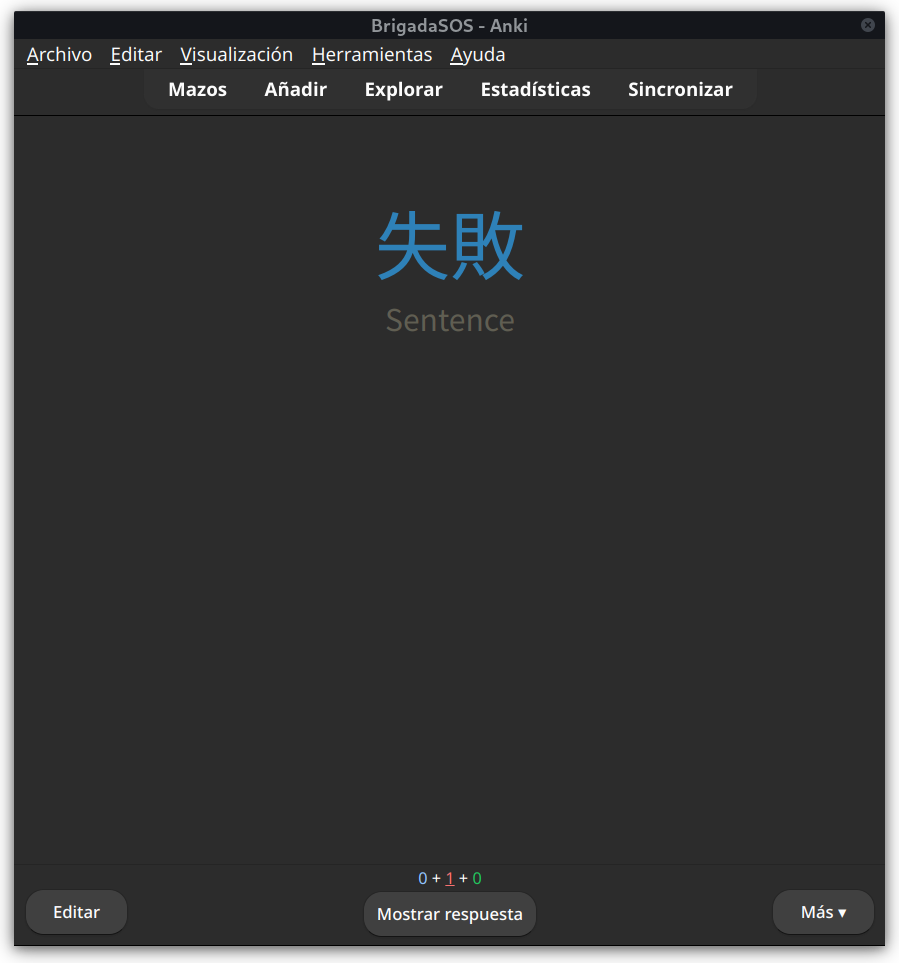 BrigadaSOS - Anki
Archivo Editar Visualización Herramientas Ayuda
Mazos Añadir Explorar Estadísticas Sincronizar
失敗
Sentence
0 + 1 + 0
Editar Mostrar respuesta Más ▾